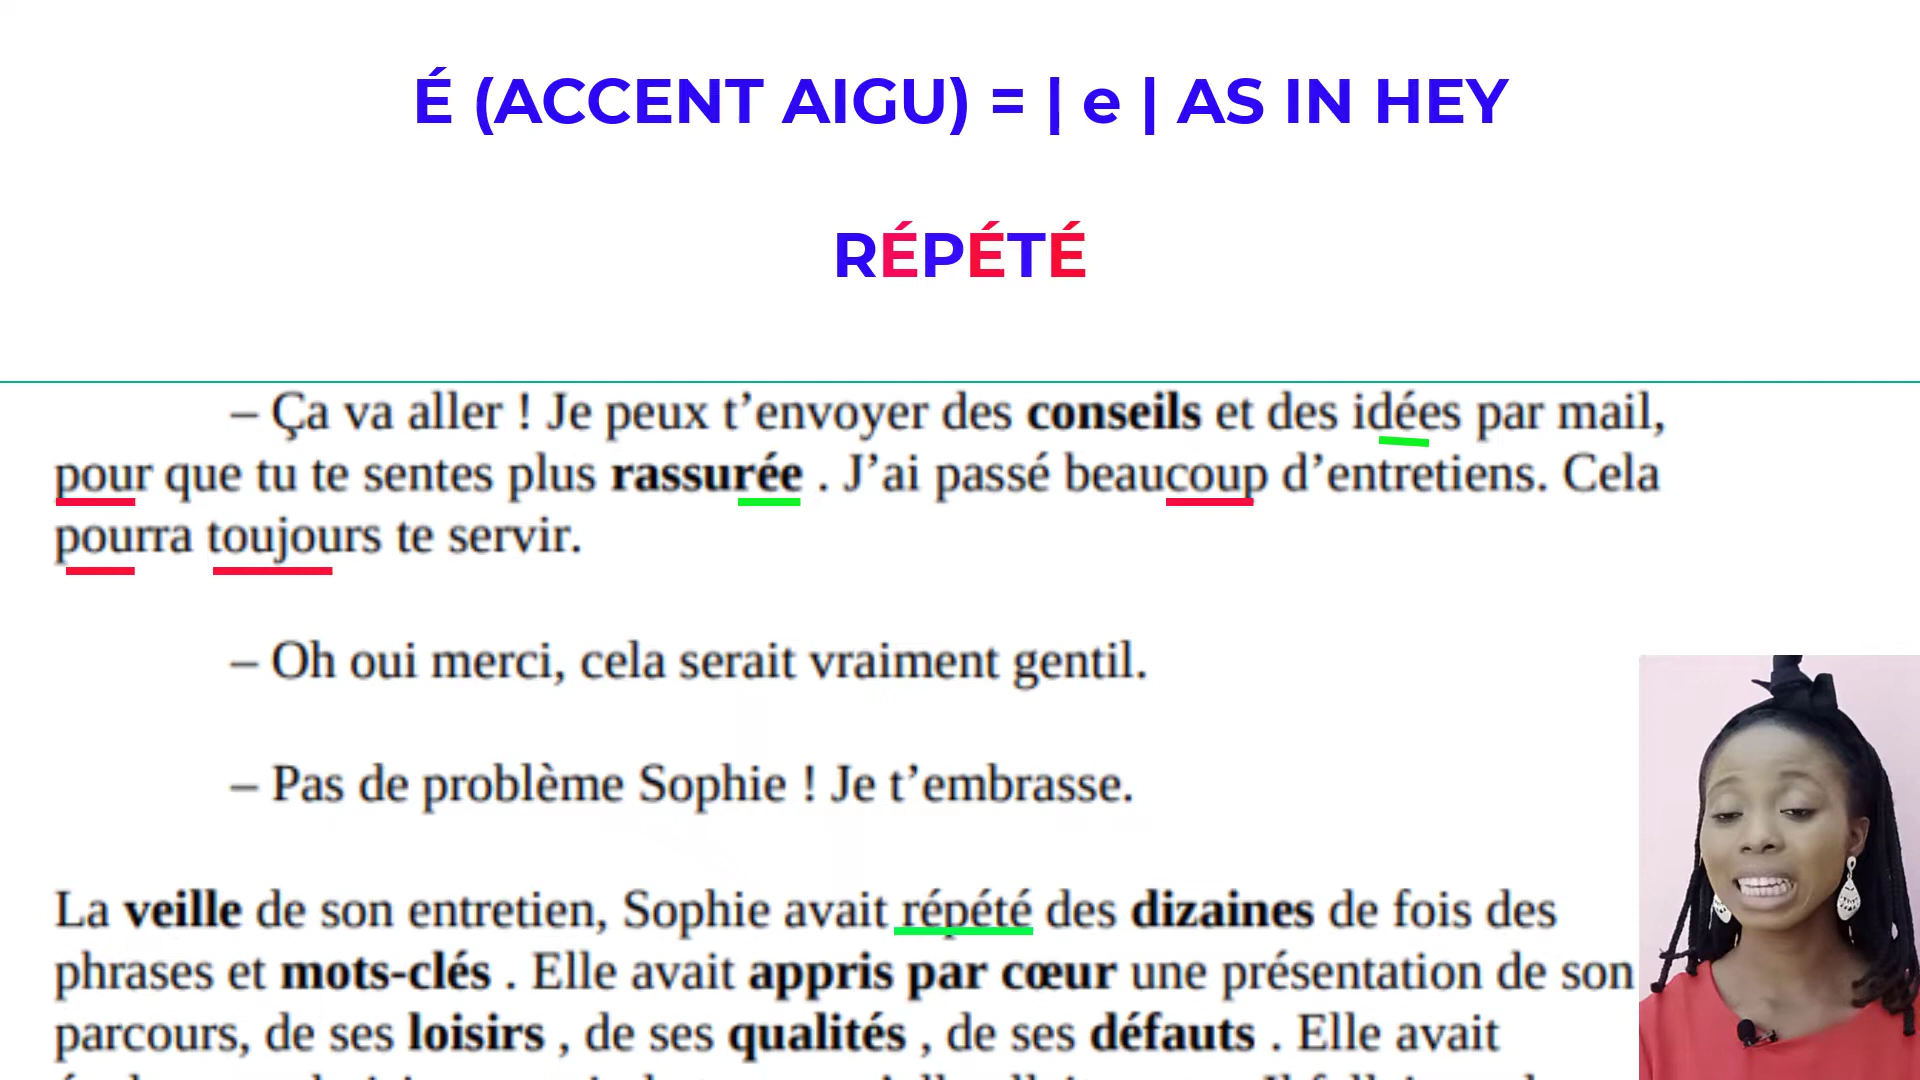 É (ACCENT AIGU) = | e | AS IN HEY
RÉPÉTÉ
– Ça va aller ! Je peux t’envoyer des conseils et des idées par mail,
pour que tu te sentes plus rassurée . J’ai passé beaucoup d’entretiens. Cela
pourra toujours te servir.
– Oh oui merci, cela serait vraiment gentil.
– Pas de problème Sophie ! Je t’embrasse.
La veille de son entretien, Sophie avait répété des dizaines de fois des
phrases et mots-clés . Elle avait appris par cœur une présentation de son
parcours, de ses loisirs , de ses qualités , de ses défauts . Elle avait